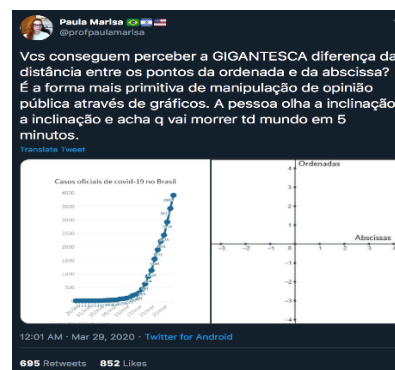 Paula Marisa
@profpaulamarisa
Vcs conseguem perceber a GIGANTESCA diferença da
distância entre os pontos da ordenada e da abscissa?
É a forma mais primitiva de manipulação de opinião
pública através de gráficos. A pessoa olha a inclinação
a inclinação e acha q vai morrer td mundo em 5
minutos.
Translate Tweet
Casos oficiais de covid-19 no Brasil
4000
3500
3000
2500
2000
1500
1000
500
Ordenadas
4
3
2
1
Abscissas
-3 -2 -1 0 1 2 3
-1
-2
-3
-4
12:01 AM · Mar 29, 2020 · Twitter for Android
695 Retweets 852 Likes